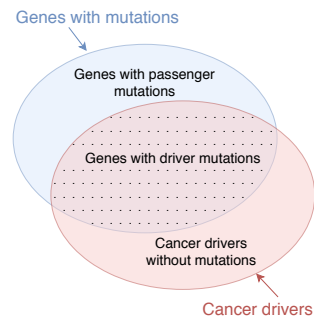 Genes with mutations
Genes with passenger
mutations
Genes with driver mutations
Cancer drivers
without mutations
Cancer drivers